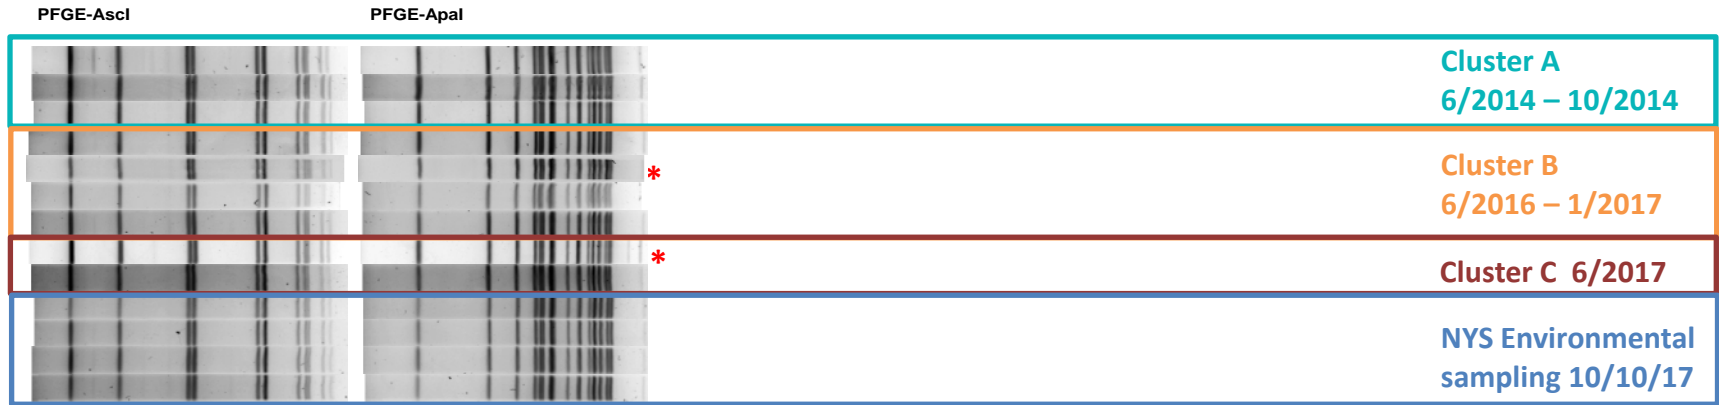 PFGE-AscI
PFGE-ApaI
Cluster A
6/2014 – 10/2014
*
Cluster B
6/2016 – 1/2017
*
Cluster C 6/2017
NYS Environmental
sampling 10/10/17